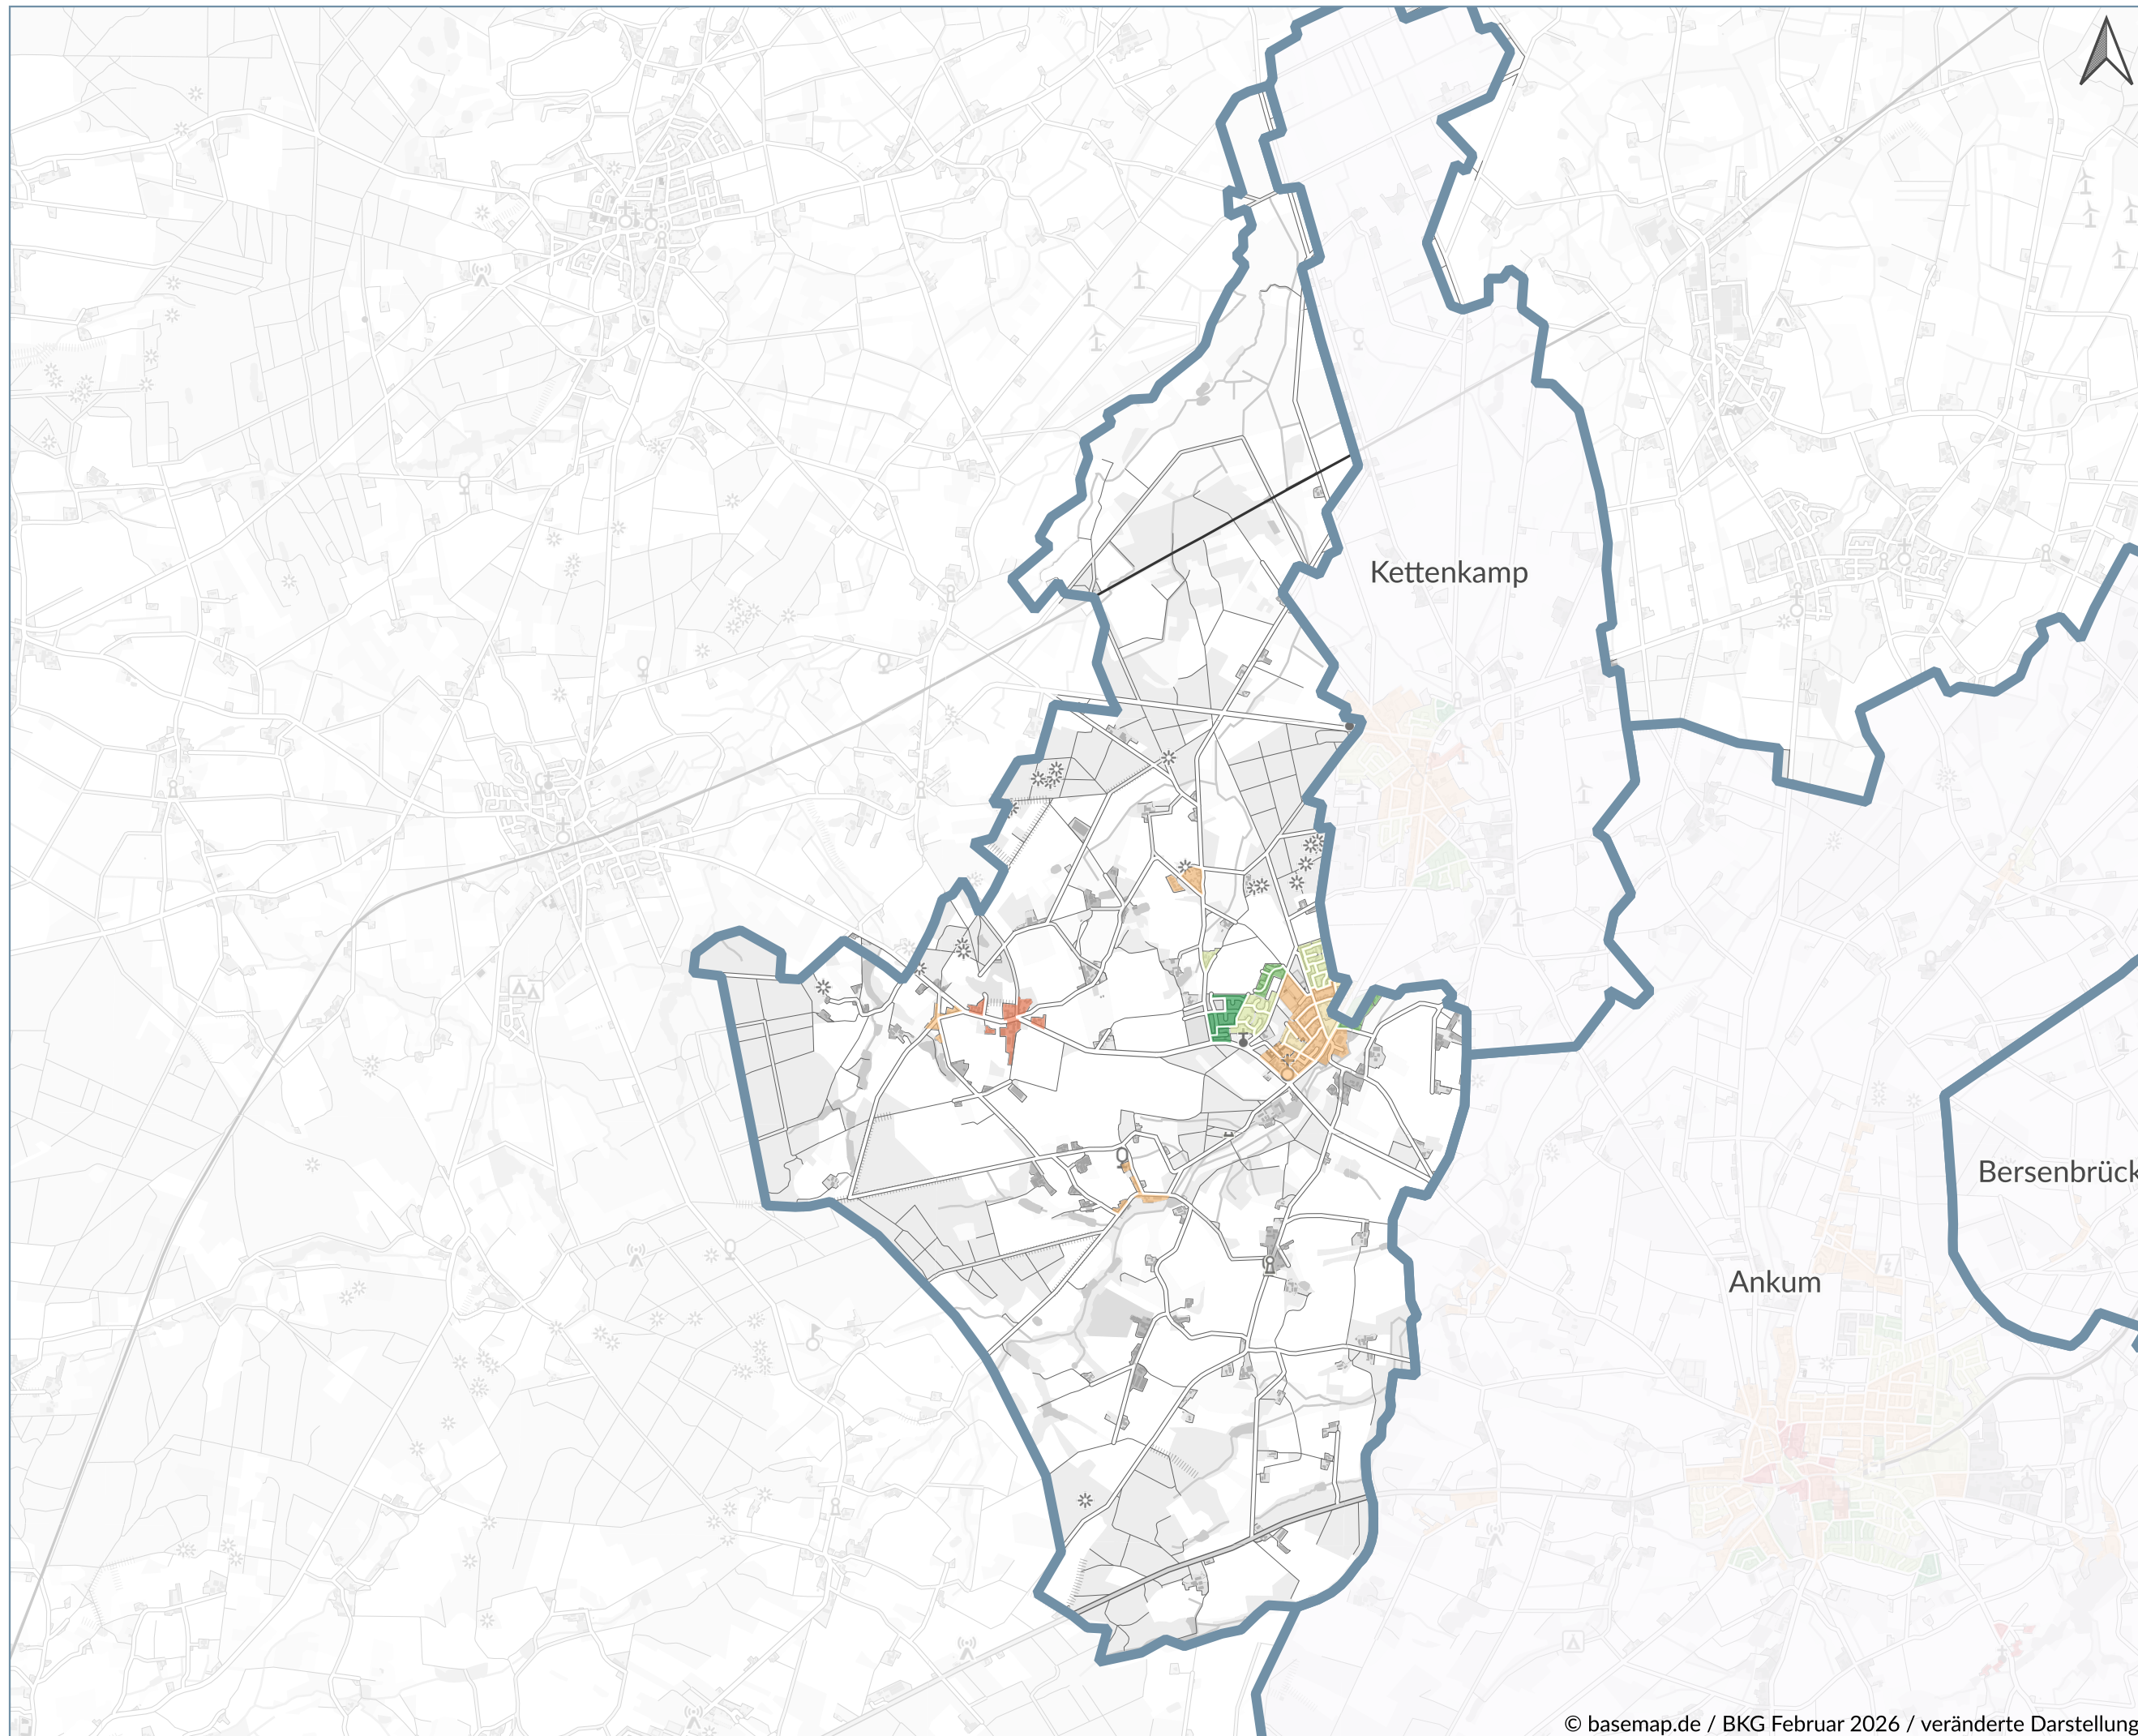 Kettenkamp
Bersenbrück
Ankum
© basemap.de / BKG Februar 2026 / veränderte Darstellung